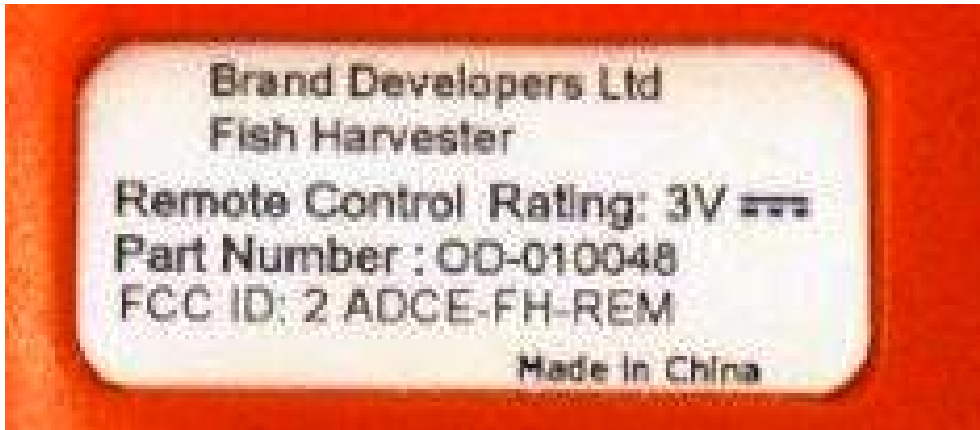 Brand Developers Ltd
Fish Harvester
Remote Control Rating: 3V
Part Number : OD-010048
FCC ID: 2 ADCE-FH-REM
Made in China